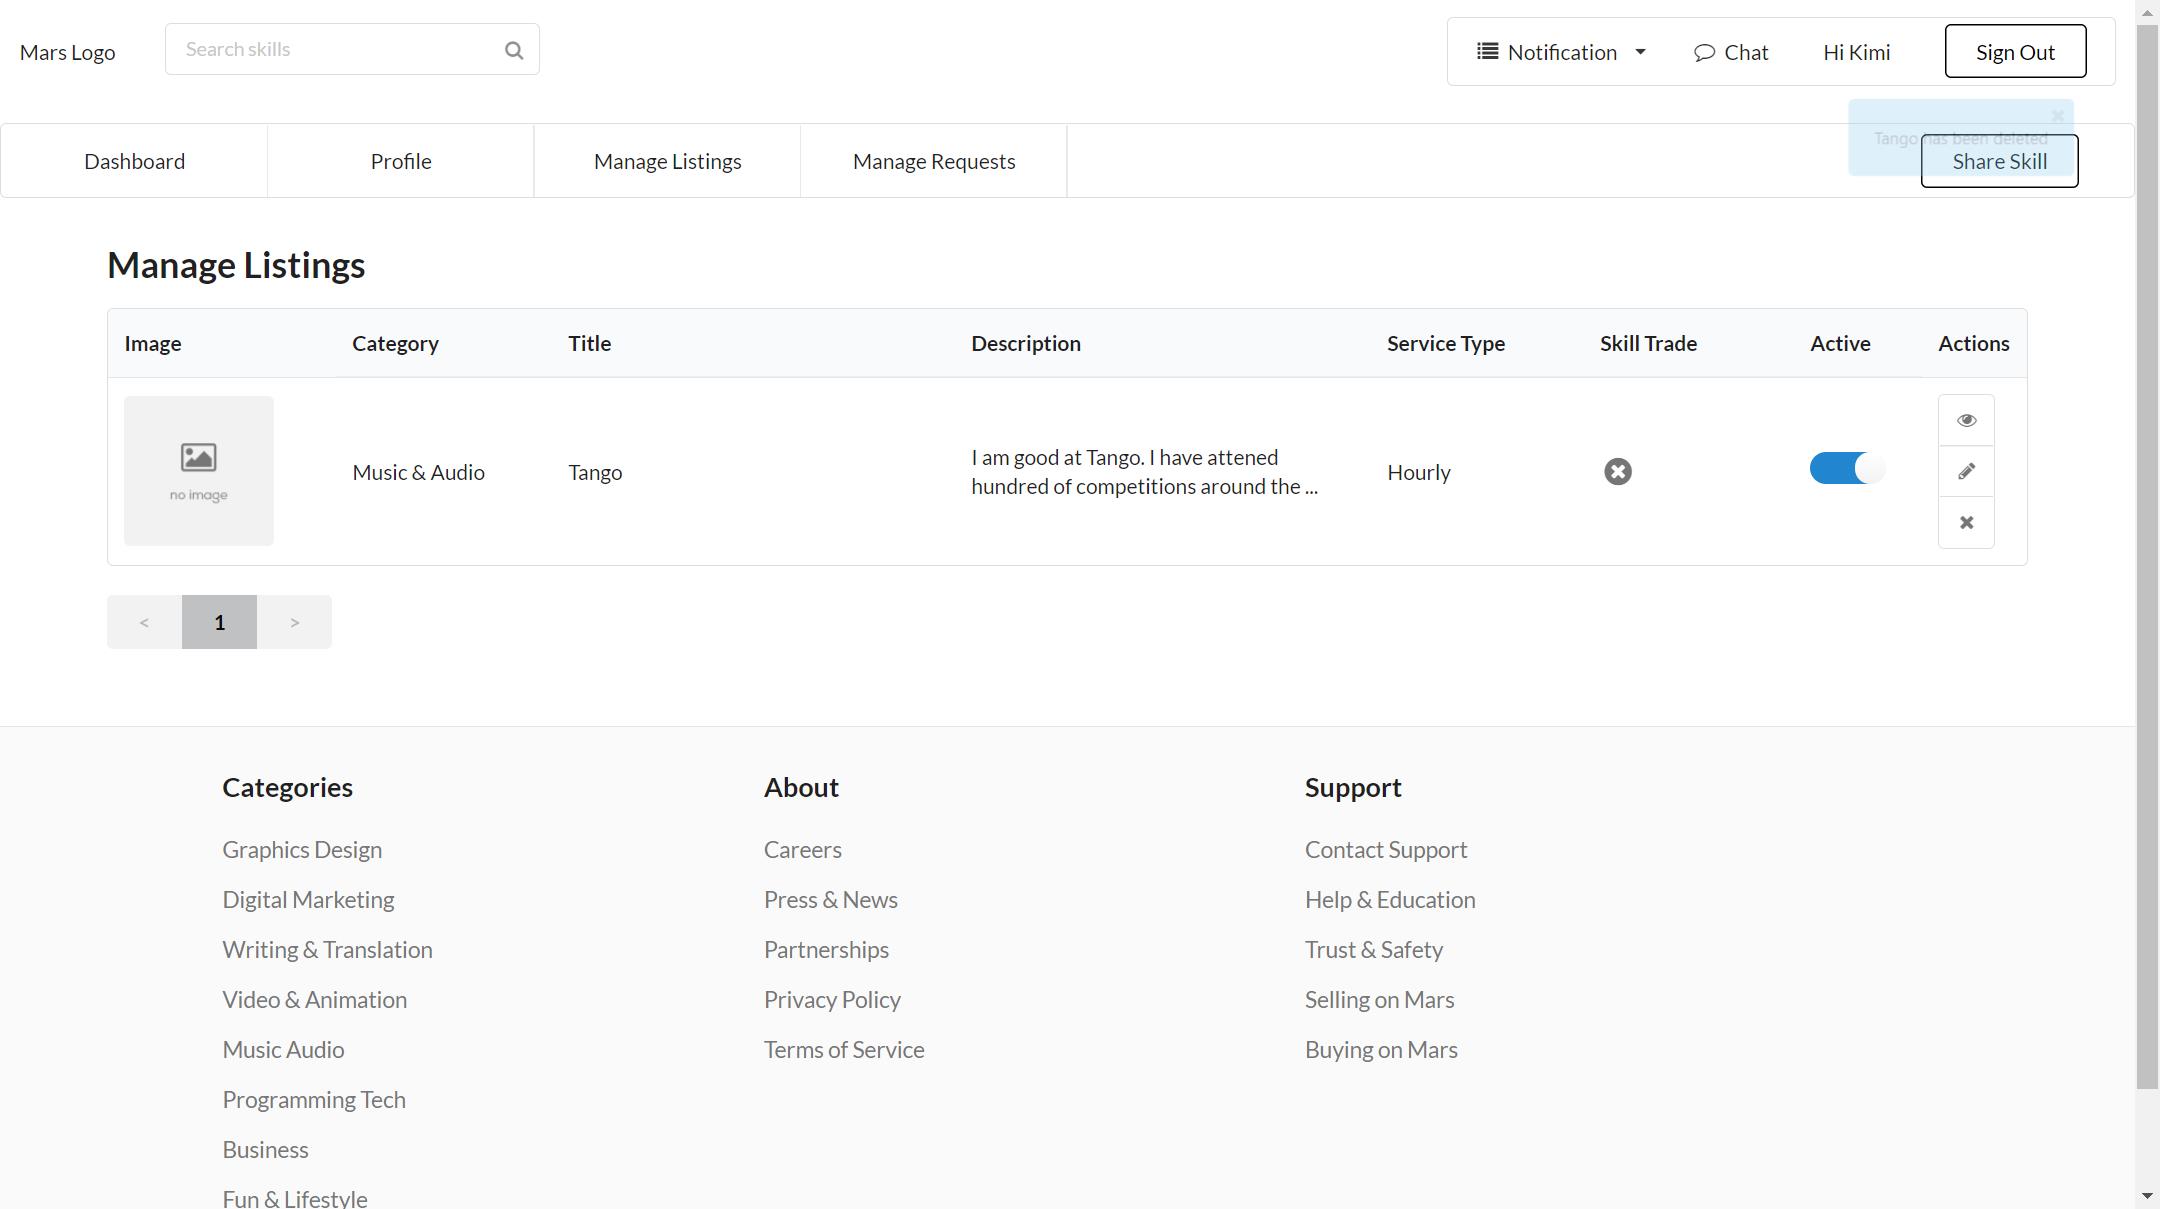 Mars Logo
Search skills
Notification
Chat
Hi Kimi
Sign Out
Tango has been deleted
Dashboard
Profile
Manage Listings
Manage Requests
Share Skill
Manage Listings
Image
Category
Title
Description
Service Type
Skill Trade
Active
Actions
no image
Music & Audio
Tango
I am good at Tango. I have attened
hundred of competitions around the ...
Hourly
<
1
>
Categories
Graphics Design
Digital Marketing
Writing & Translation
Video & Animation
Music Audio
Programming Tech
Business
Fun & Lifestyle
About
Careers
Press & News
Partnerships
Privacy Policy
Terms of Service
Support
Contact Support
Help & Education
Trust & Safety
Selling on Mars
Buying on Mars